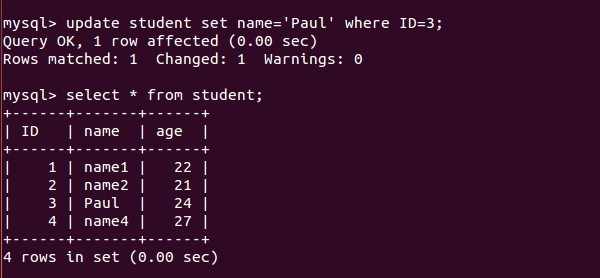 mysql> update student set name='Paul' where ID=3;
Query OK, 1 row affected (0.00 sec)
Rows matched: 1  Changed: 1  Warnings: 0

mysql> select * from student;
+------+-------+------+
| ID   | name  | age  |
+------+-------+------+
|    1 | name1 |   22 |
|    2 | name2 |   21 |
|    3 | Paul  |   24 |
|    4 | name4 |   27 |
+------+-------+------+
4 rows in set (0.00 sec)